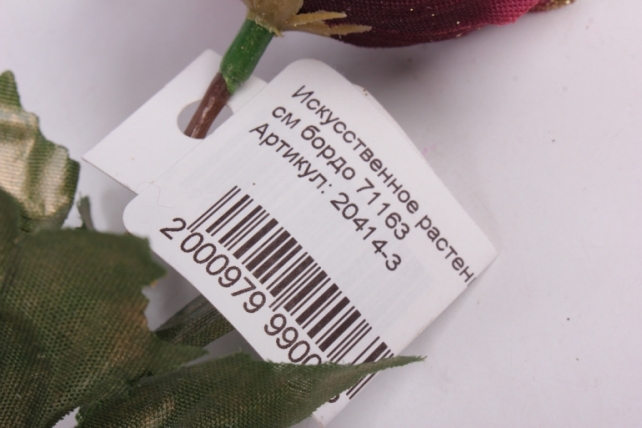 Искусственное растен
см бордо 71163
Артикул: 20414-3
2 000979 990